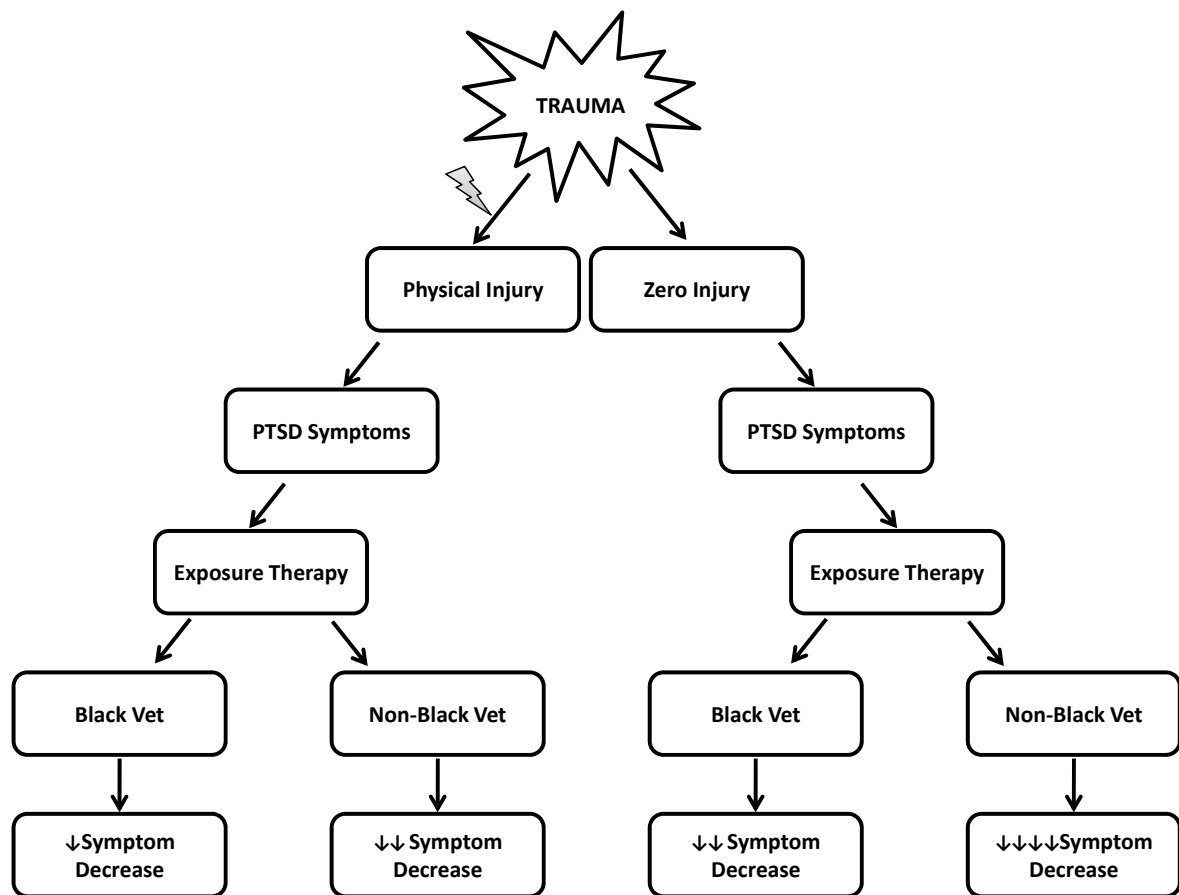 TRAUMA
Physical Injury
Zero Injury
PTSD Symptoms
PTSD Symptoms
Exposure Therapy
Exposure Therapy
Black Vet
Non-Black Vet
Black Vet
Non-Black Vet
↓Symptom
Decrease
↓↓ Symptom
Decrease
↓↓ Symptom
Decrease
↓↓↓↓Symptom
Decrease